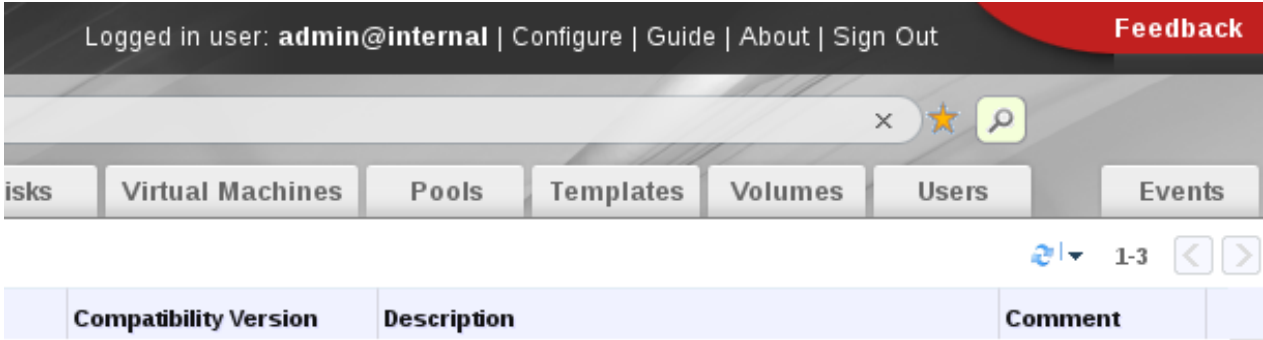 Logged in user: admin@internal | Configure | Guide | About | Sign Out
Feedback
isks Virtual Machines Pools Templates Volumes Users Events
1-3
Compatibility Version Description Comment